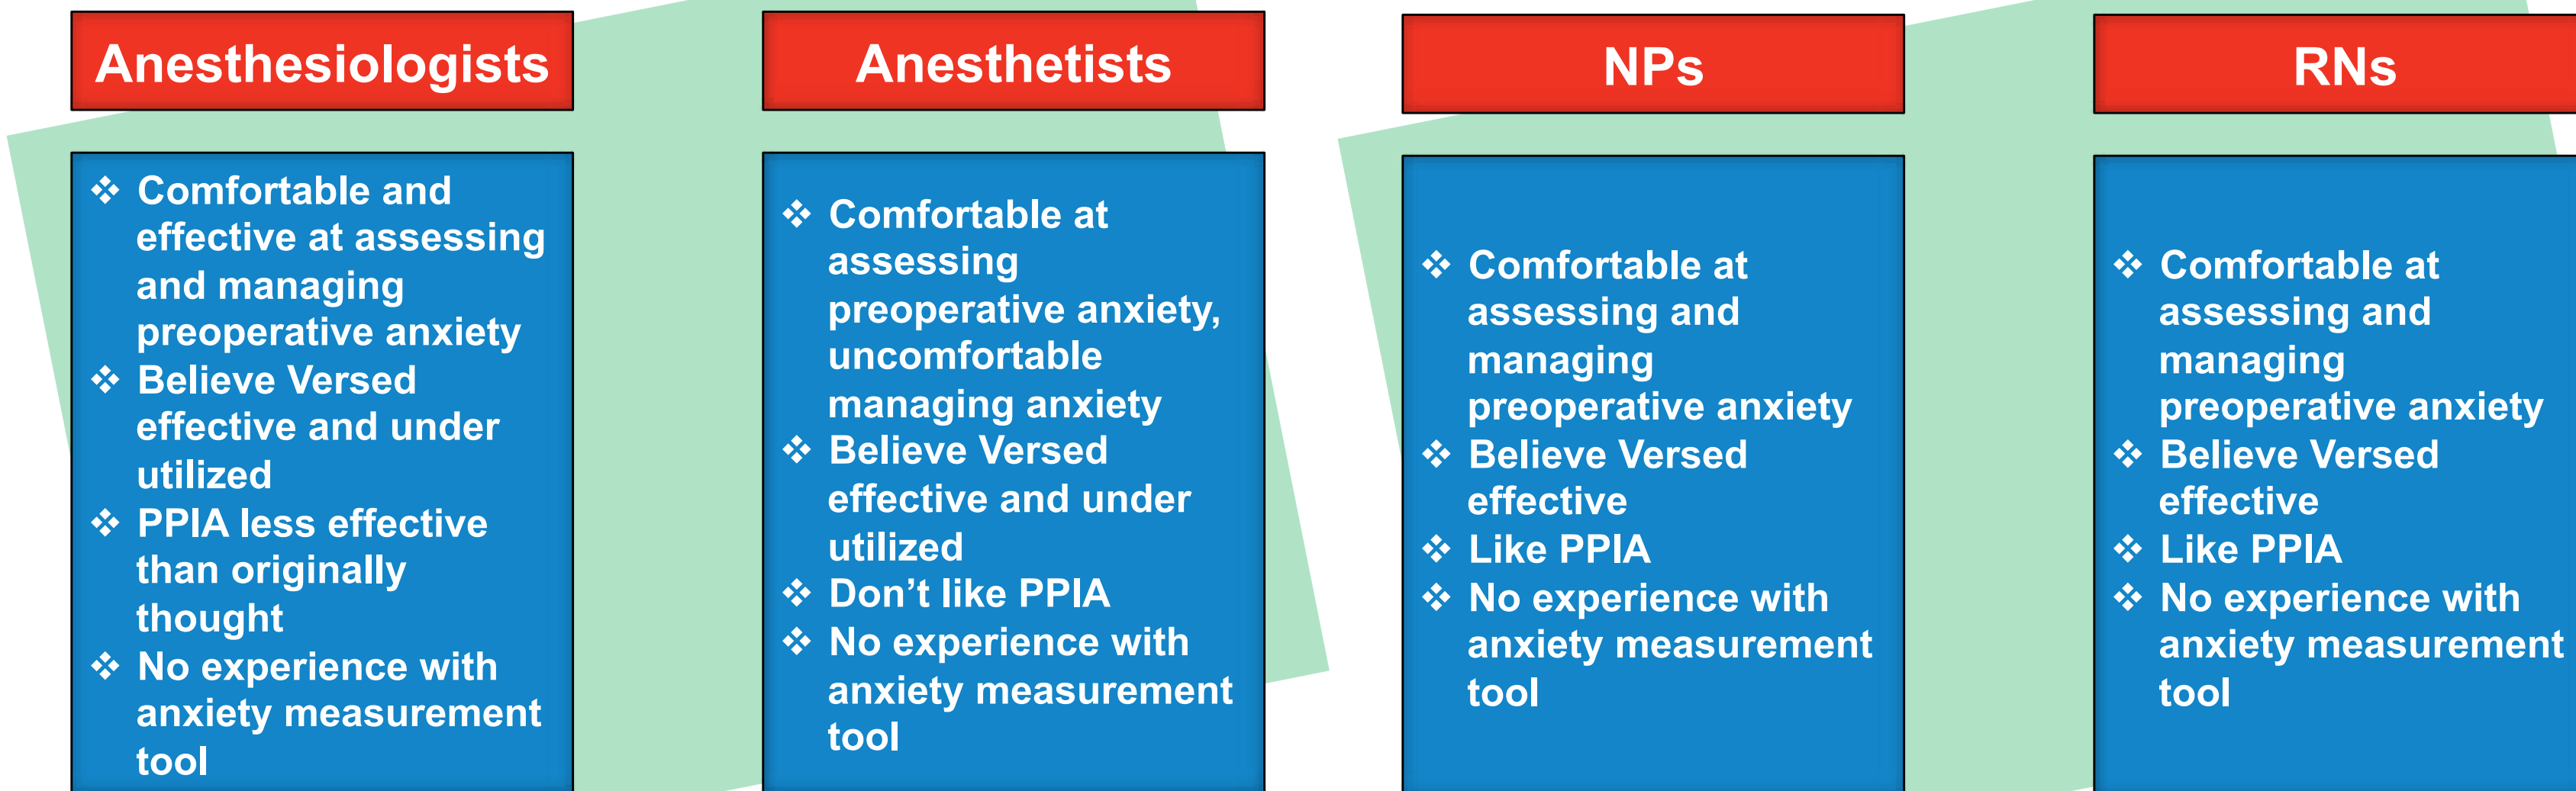 Anesthesiologists
❖ Comfortable and
effective at assessing
and managing
preoperative anxiety
❖ Believe Versed
effective and under
utilized
❖ PPIA less effective
than originally
thought
❖ No experience with
anxiety measurement
tool
Anesthetists
❖ Comfortable at
assessing
preoperative anxiety,
uncomfortable
managing anxiety
❖ Believe Versed
effective and under
utilized
❖ Don’t like PPIA
❖ No experience with
anxiety measurement
tool
NPs
❖ Comfortable at
assessing and
managing
preoperative anxiety
❖ Believe Versed
effective
❖ Like PPIA
❖ No experience with
anxiety measurement
tool
RNs
❖ Comfortable at
assessing and
managing
preoperative anxiety
❖ Believe Versed
effective
❖ Like PPIA
❖ No experience with
anxiety measurement
tool